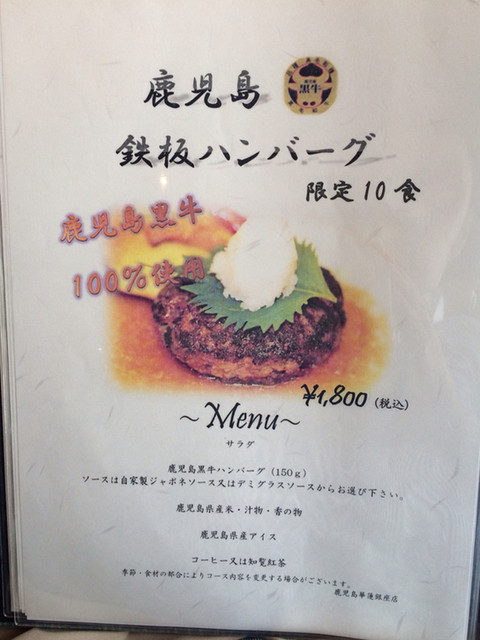 鹿児島
黒牛
鉄板ハンバーグ
限定10食
鹿児島黒牛
100%使用
¥1,800（税込）
～Menu～
サラダ
鹿児島黒牛ハンバーグ（150g）
ソースは自家製ジャポネソース又はデミグラスソースからお選び下さい。
鹿児島県産米・汁物・香の物
鹿児島県産アイス
コーヒー又は知覧紅茶
季節・食材の都合によりコース内容を変更する場合がございます。
鹿児島華蓮銀座店